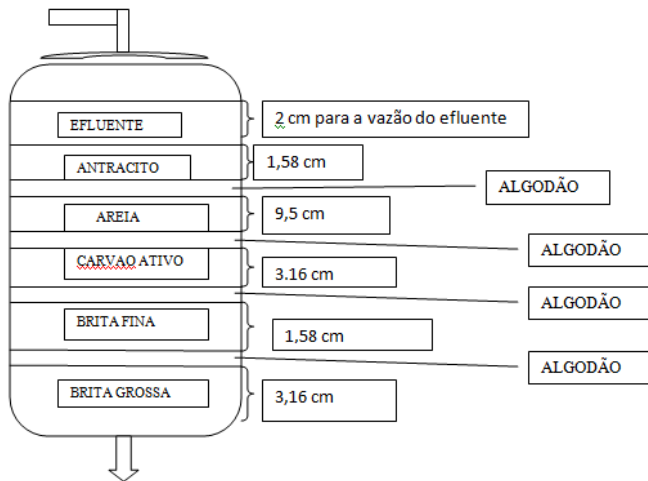 EFLUENTE
2 cm para a vazão do efluente
ANTRACITO
1,58 cm
ALGODÃO
AREIA
9,5 cm
ALGODÃO
CARVAO ATIVO
3.16 cm
ALGODÃO
BRITA FINA
1,58 cm
ALGODÃO
BRITA GROSSA
3,16 cm